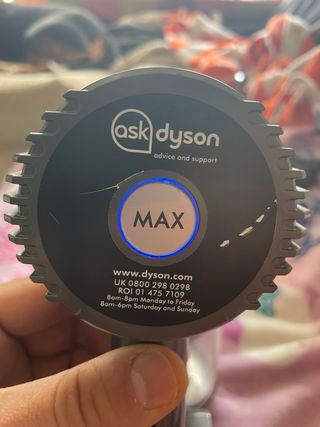 ask dyson
advice and support
MAX
www.dyson.com
UK 0800 298 0298
ROI 01 475 7109
8am-8pm Monday to Friday
8am-6pm Saturday and Sunday